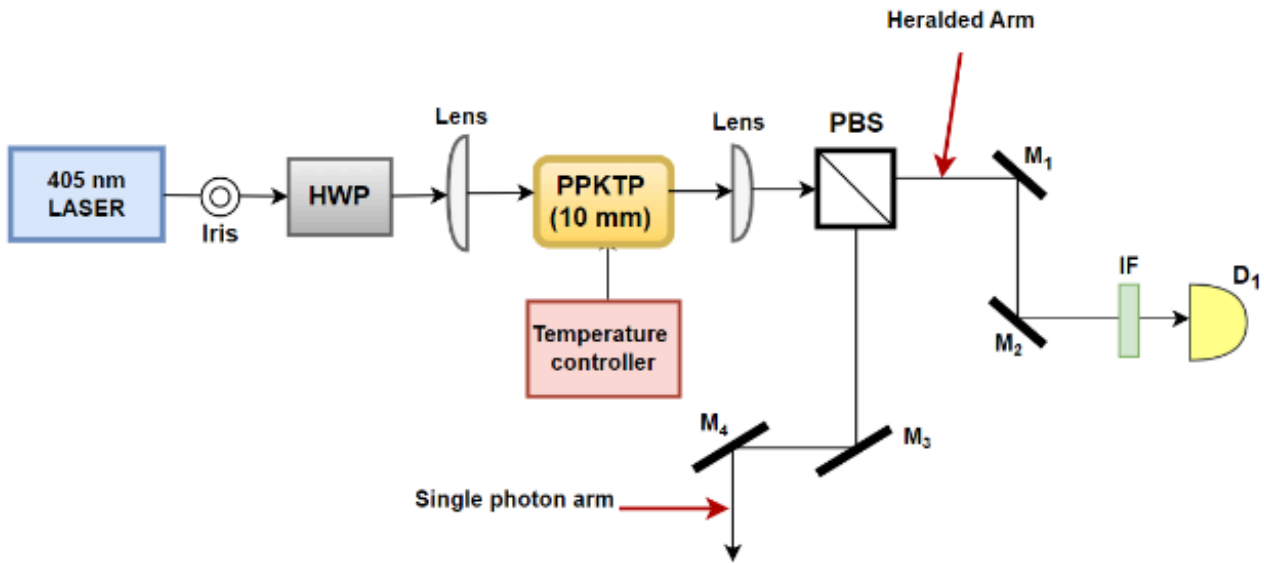 Heralded Arm
Lens
Lens
PBS
M₁
405 nm
LASER
HWP
PPKTP
(10 mm)
Iris
IF
D₁
Temperature
controller
M₂
M₄
M₃
Single photon arm